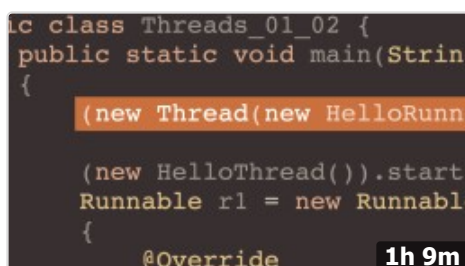 ic class Threads_01_02 {
public static void main(Strin
{
(new Thread(new HelloRunn
(new HelloThread()).start
Runnable r1 = new Runnabl
{
@Override
1h 9m